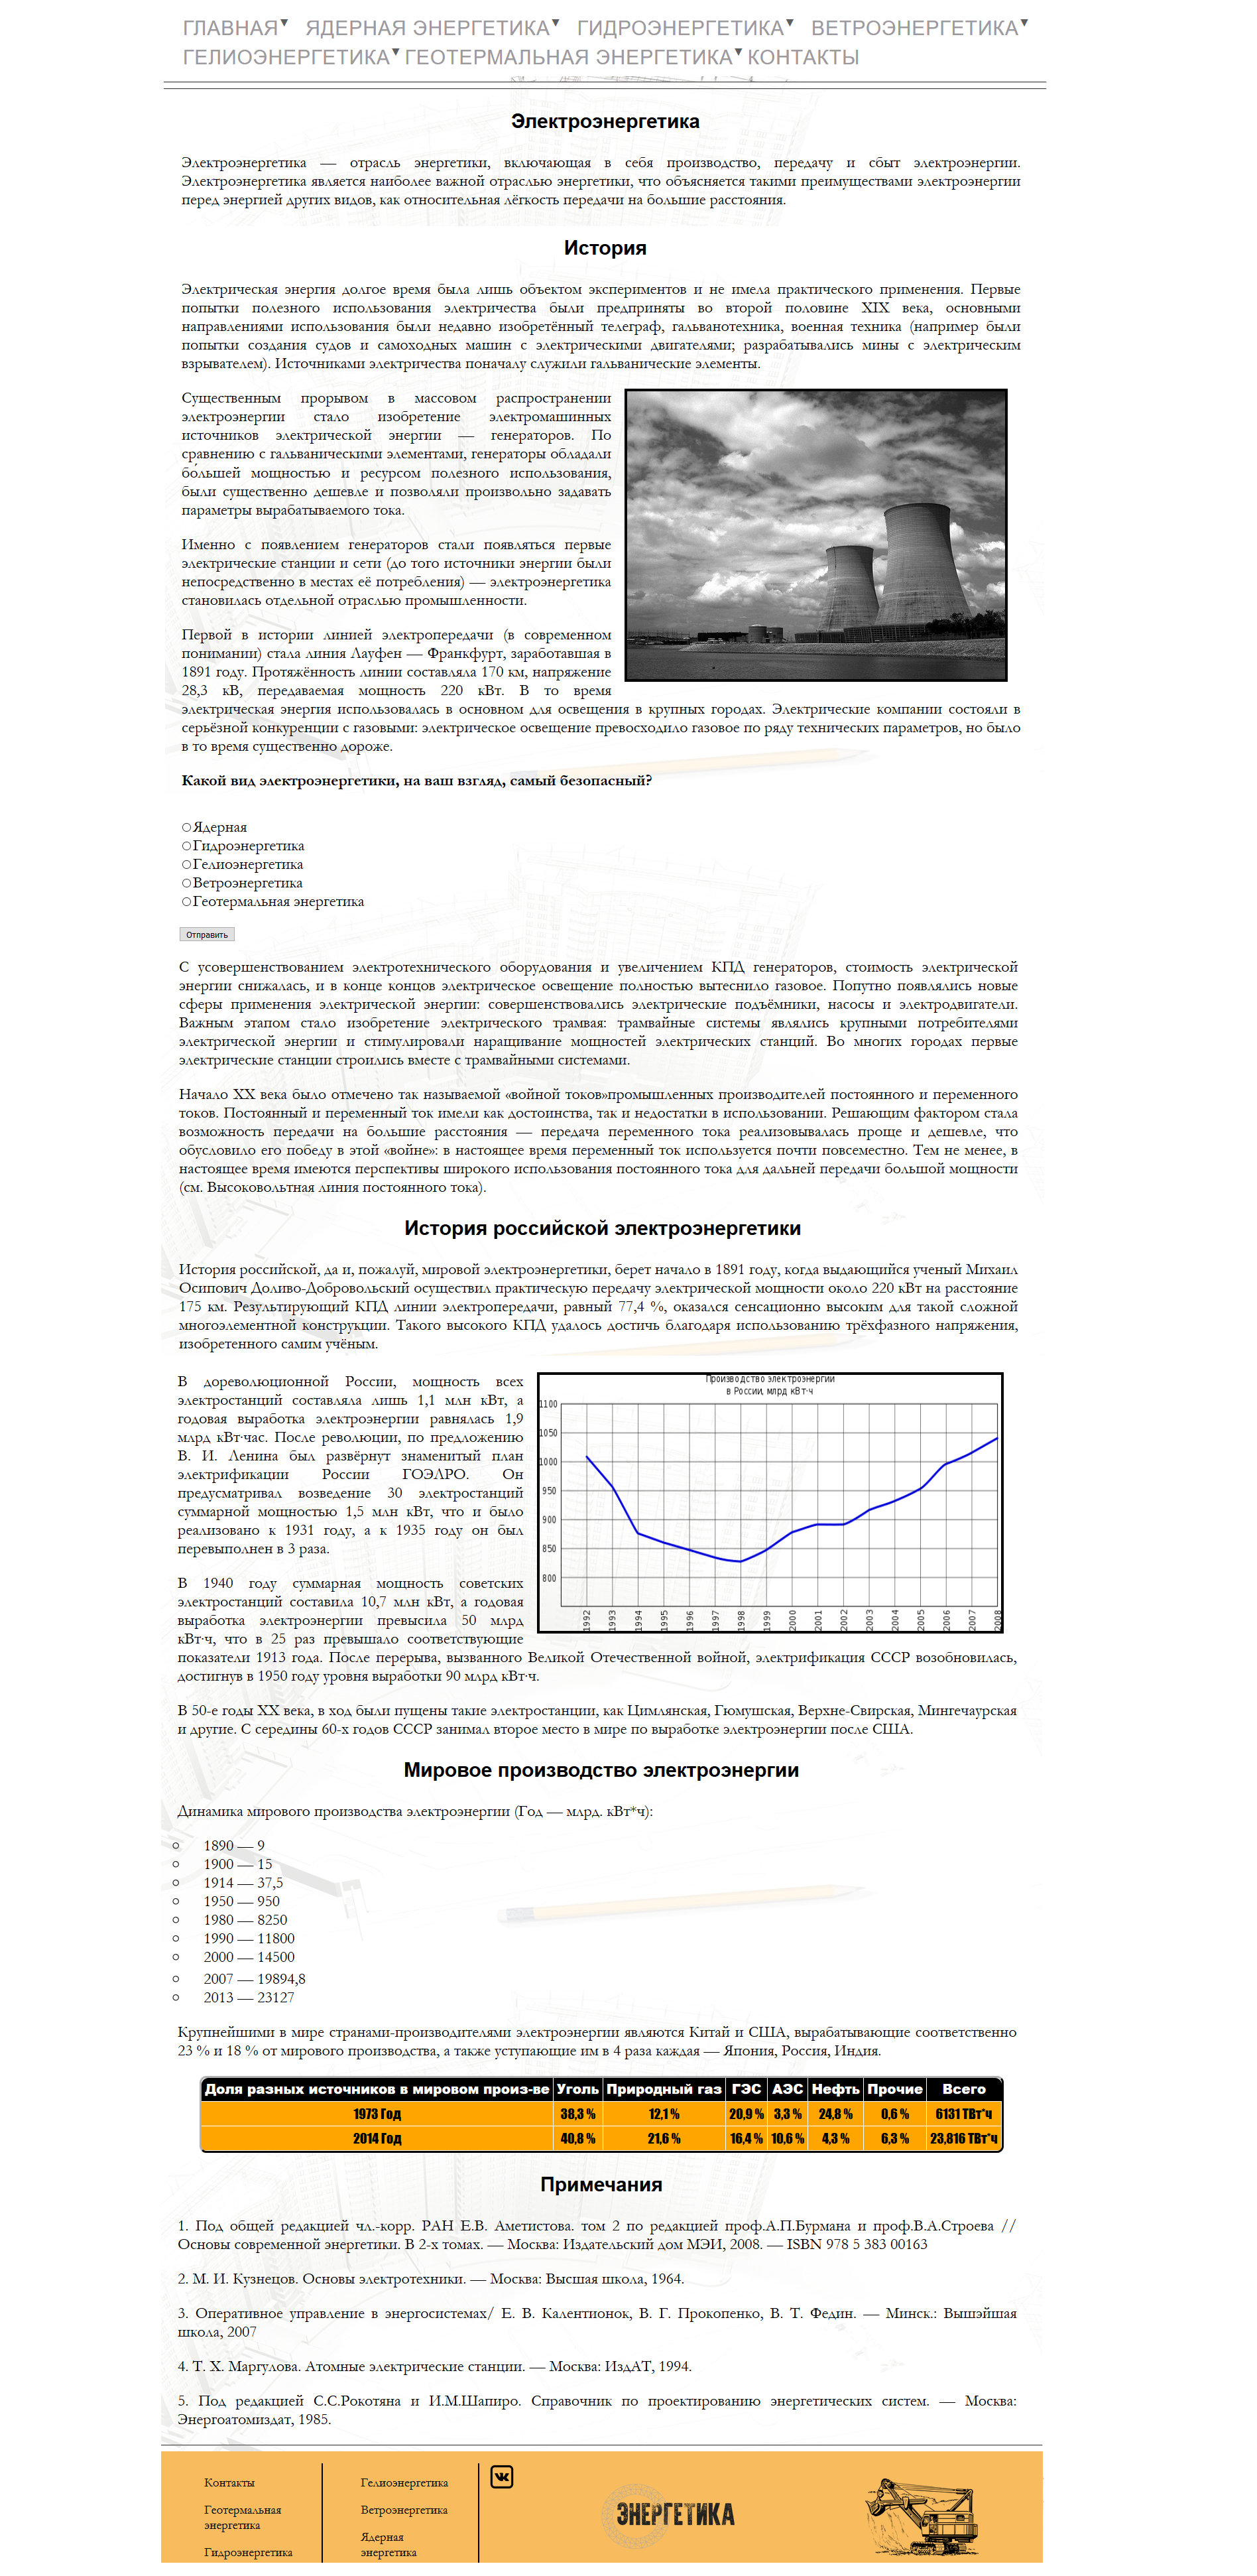 ГЛАВНАЯ▼ ЯДЕРНАЯ ЭНЕРГЕТИКА▼ ГИДРОЭНЕРГЕТИКА▼ ВЕТРОЭНЕРГЕТИКА▼
ГЕЛИОЭНЕРГЕТИКА▼ ГЕОТЕРМАЛЬНАЯ ЭНЕРГЕТИКА▼ КОНТАКТЫ
Электроэнергетика
Электроэнергетика — отрасль энергетики, включающая в себя производство, передачу и сбыт электроэнергии.
Электроэнергетика является наиболее важной отраслью энергетики, что объясняется такими преимуществами электроэнергии
перед энергией других видов, как относительная лёгкость передачи на большие расстояния.
История
Электрическая энергия долгое время была лишь объектом экспериментов и не имела практического применения. Первые
попытки полезного использования электричества были предприняты во второй половине XIX века, основными
направлениями использования были недавно изобретённый телеграф, гальванотехника, военная техника (например были
попытки создания судов и самоходных машин с электрическими двигателями; разрабатывались мины с электрическим
взрывателем). Источниками электричества поначалу служили гальванические элементы.
Существенным прорывом в массовом распространении
электроэнергии стало изобретение электромашинных
источников электрической энергии — генераторов. По
сравнению с гальваническими элементами, генераторы обладали
бо́льшей мощностью и ресурсом полезного использования,
были существенно дешевле и позволяли произвольно задавать
параметры вырабатываемого тока.
Именно с появлением генераторов стали появляться первые
электрические станции и сети (до того источники энергии были
непосредственно в местах её потребления) — электроэнергетика
становилась отдельной отраслью промышленности.
Первой в истории линией электропередачи (в современном
понимании) стала линия Лауфен — Франкфурт, заработавшая в
1891 году. Протяжённость линии составляла 170 км, напряжение
28,3 кВ, передаваемая мощность 220 кВт. В то время
электрическая энергия использовалась в основном для освещения в крупных городах. Электрические компании состояли в
серьёзной конкуренции с газовыми: электрическое освещение превосходило газовое по ряду технических параметров, но было
в то время существенно дороже.
Какой вид электроэнергетики, на ваш взгляд, самый безопасный?
Ядерная
Гидроэнергетика
Гелиоэнергетика
Ветроэнергетика
Геотермальная энергетика
Отправить
С усовершенствованием электротехнического оборудования и увеличением КПД генераторов, стоимость электрической
энергии снижалась, и в конце концов электрическое освещение полностью вытеснило газовое. Попутно появлялись новые
сферы применения электрической энергии: совершенствовались электрические подъёмники, насосы и электродвигатели.
Важным этапом стало изобретение электрического трамвая: трамвайные системы являлись крупными потребителями
электрической энергии и стимулировали наращивание мощностей электрических станций. Во многих городах первые
электрические станции строились вместе с трамвайными системами.
Начало XX века было отмечено так называемой «войной токов»промышленных производителей постоянного и переменного
токов. Постоянный и переменный ток имели как достоинства, так и недостатки в использовании. Решающим фактором стала
возможность передачи на большие расстояния — передача переменного тока реализовывалась проще и дешевле, что
обусловило его победу в этой «войне»: в настоящее время переменный ток используется почти повсеместно. Тем не менее, в
настоящее время имеются перспективы широкого использования постоянного тока для дальней передачи большой мощности
(см. Высоковольтная линия постоянного тока).
История российской электроэнергетики
История российской, да и, пожалуй, мировой электроэнергетики, берет начало в 1891 году, когда выдающийся ученый Михаил
Осипович Доливо-Добровольский осуществил практическую передачу электрической мощности около 220 кВт на расстояние
175 км. Результирующий КПД линии электропередачи, равный 77,4 %, оказался сенсационно высоким для такой сложной
многоэлементной конструкции. Такого высокого КПД удалось достичь благодаря использованию трёхфазного напряжения,
изобретенного самим учёным.
В дореволюционной России, мощность всех
электростанций составляла лишь 1,1 млн кВт, а
годовая выработка электроэнергии равнялась 1,9
млрд кВт·час. После революции, по предложению
В. И. Ленина был развёрнут знаменитый план
электрификации России ГОЭЛРО. Он
предусматривал возведение 30 электростанций
суммарной мощностью 1,5 млн кВт, что и было
реализовано к 1931 году, а к 1935 году он был
перевыполнен в 3 раза.
Производство электроэнергии
в России, млрд кВт·ч
1100
1050
1000
950
900
850
800
1992 1993 1994 1995 1996 1997 1998 1999 2000 2001 2002 2003 2004 2005 2006 2007 2008
В 1940 году суммарная мощность советских
электростанций составила 10,7 млн кВт, а годовая
выработка электроэнергии превысила 50 млрд
кВт·ч, что в 25 раз превышало соответствующие
показатели 1913 года. После перерыва, вызванного Великой Отечественной войной, электрификация СССР возобновилась,
достигнув в 1950 году уровня выработки 90 млрд кВт·ч.
В 50-е годы XX века, в ход были пущены такие электростанции, как Цимлянская, Гюмушская, Верхне-Свирская, Мингечаурская
и другие. С середины 60-х годов СССР занимал второе место в мире по выработке электроэнергии после США.
Мировое производство электроэнергии
Динамика мирового производства электроэнергии (Год — млрд. кВт*ч):
1890 — 9
1900 — 15
1914 — 37,5
1950 — 950
1980 — 8250
1990 — 11800
2000 — 14500
2007 — 19894,8
2013 — 23127
Крупнейшими в мире странами-производителями электроэнергии являются Китай и США, вырабатывающие соответственно
23 % и 18 % от мирового производства, а также уступающие им в 4 раза каждая — Япония, Россия, Индия.
Доля разных источников в мировом произ-ве Уголь Природный газ ГЭС АЭС Нефть Прочие Всего
1973 Год 38,3 % 12,1 % 20,9 % 3,3 % 24,8 % 0,6 % 6131 ТВт*ч
2014 Год 40,8 % 21,6 % 16,4 % 10,6 % 4,3 % 6,3 % 23,816 ТВт*ч
Примечания
1. Под общей редакцией чл.-корр. РАН Е.В. Аметистова. том 2 по редакцией проф.А.П.Бурмана и проф.В.А.Строева //
Основы современной энергетики. В 2-х томах. — Москва: Издательский дом МЭИ, 2008. — ISBN 978 5 383 00163
2. М. И. Кузнецов. Основы электротехники. — Москва: Высшая школа, 1964.
3. Оперативное управление в энергосистемах/ Е. В. Калентионок, В. Г. Прокопенко, В. Т. Федин. — Минск.: Вышэйшая
школа, 2007
4. Т. Х. Маргулова. Атомные электрические станции. — Москва: ИздАТ, 1994.
5. Под редакцией С.С.Рокотяна и И.М.Шапиро. Справочник по проектированию энергетических систем. — Москва:
Энергоатомиздат, 1985.
Контакты
Геотермальная
энергетика
Гидроэнергетика
Гелиоэнергетика
Ветроэнергетика
Ядерная
энергетика
ЭНЕРГЕТИКА